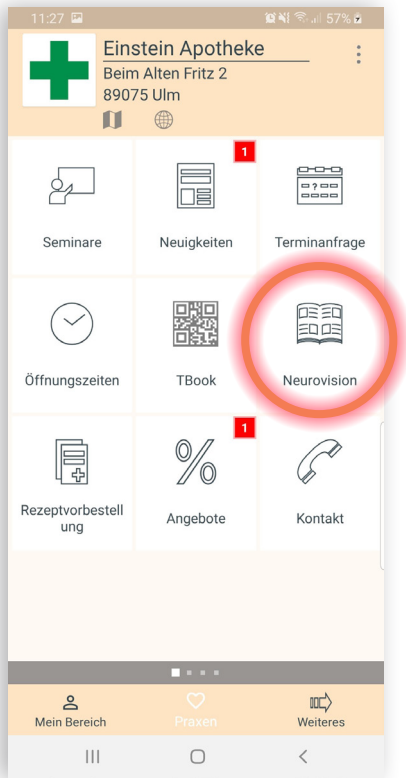 11:27 57%
Einstein Apotheke
Beim Alten Fritz 2
89075 Ulm
1
Seminare Neuigkeiten Terminanfrage
Öffnungszeiten TBook Neurovision
1
Rezeptvorbestell
ung Angebote Kontakt
Mein Bereich Praxen Weiteres